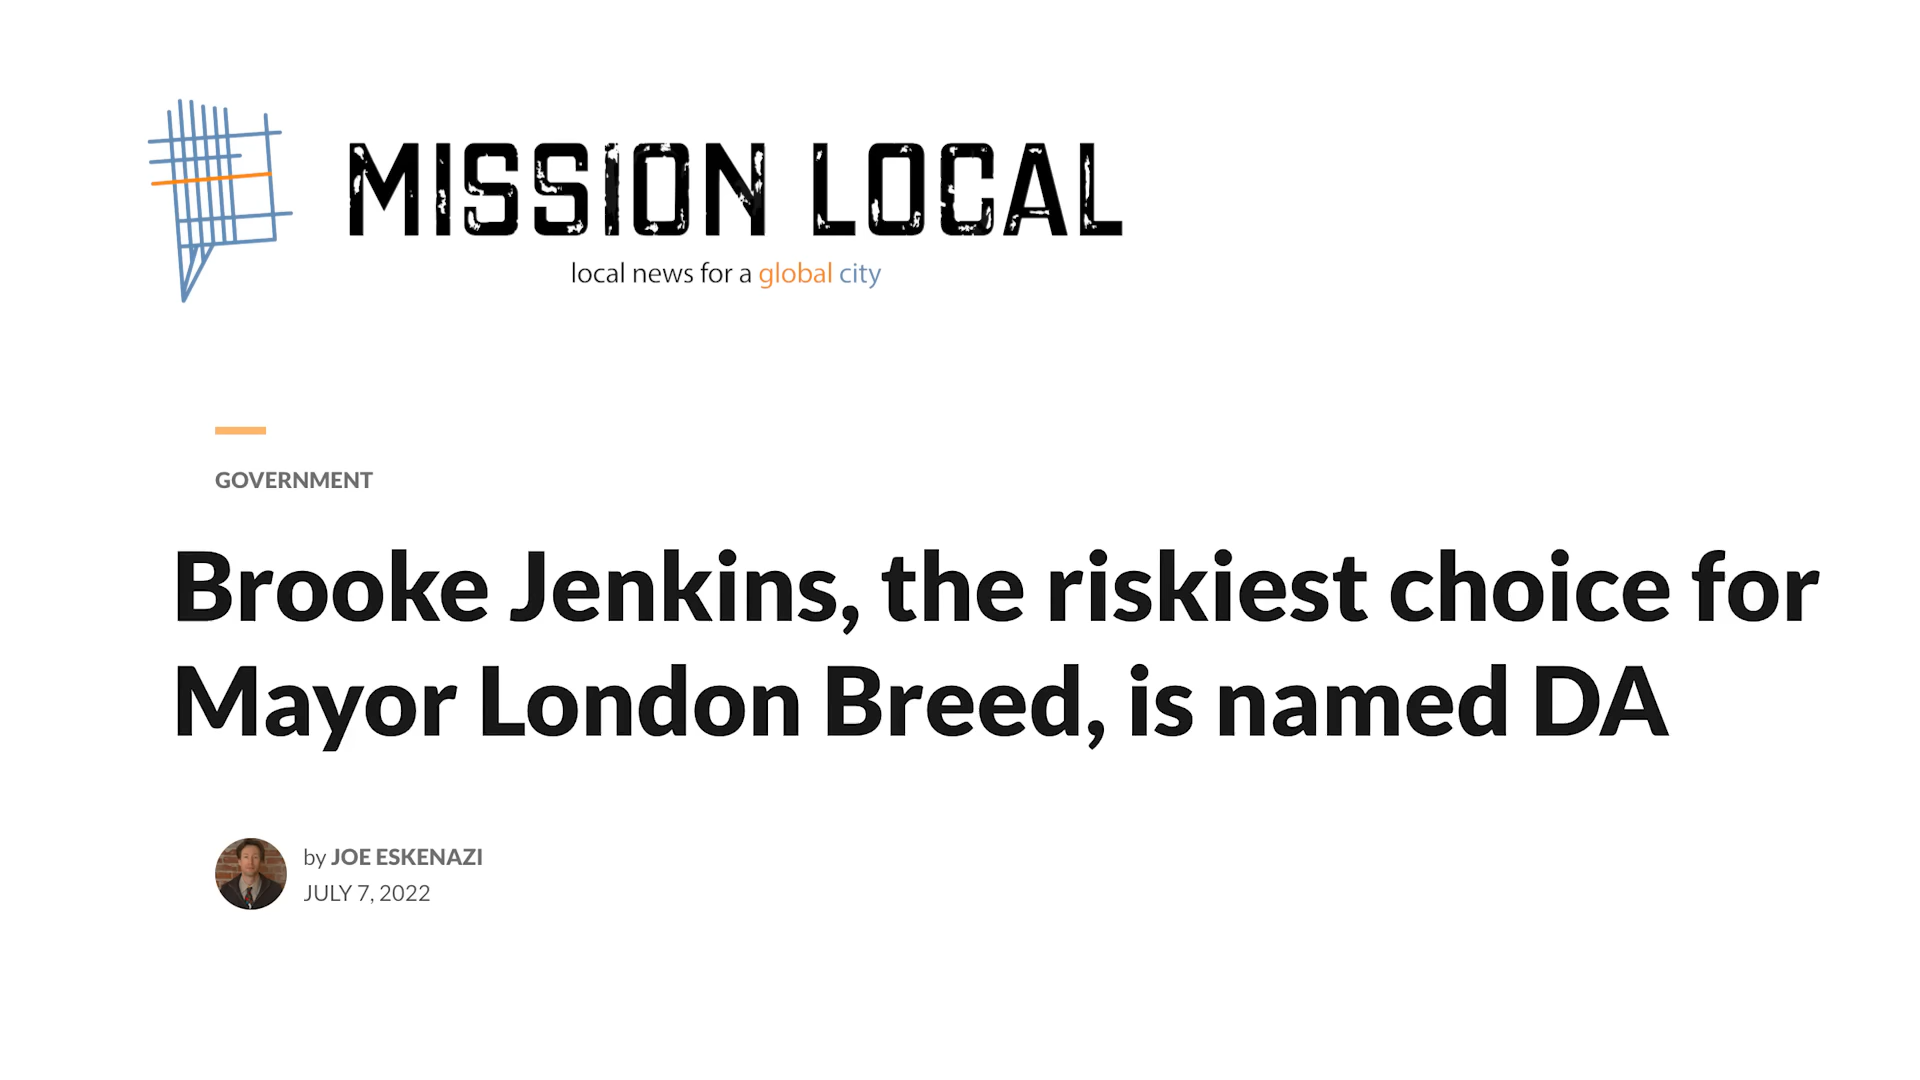 MISSION LOCAL
local news for a global city
GOVERNMENT
Brooke Jenkins, the riskiest choice for
Mayor London Breed, is named DA
by JOE ESKENAZI
JULY 7, 2022